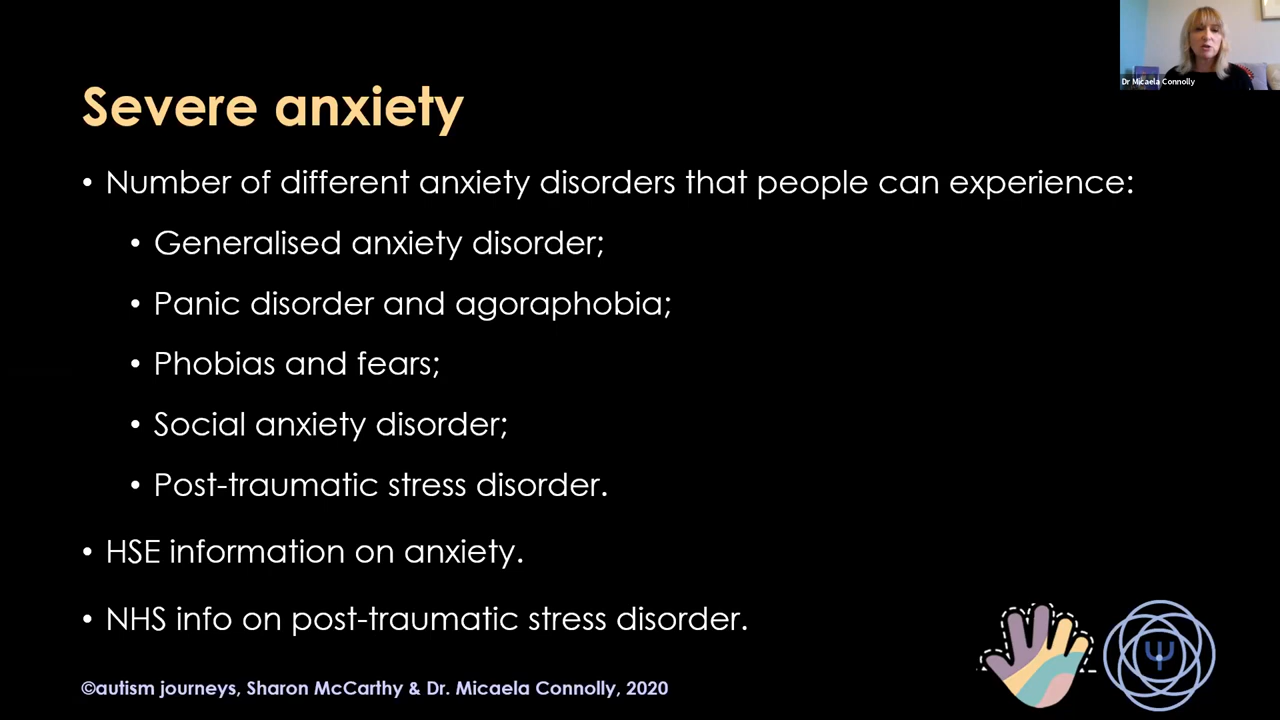 Dr Micaela Connolly
Severe anxiety
• Number of different anxiety disorders that people can experience:
• Generalised anxiety disorder;
• Panic disorder and agoraphobia;
• Phobias and fears;
• Social anxiety disorder;
• Post-traumatic stress disorder.
• HSE information on anxiety.
• NHS info on post-traumatic stress disorder.
©autism journeys, Sharon McCarthy & Dr. Micaela Connolly, 2020